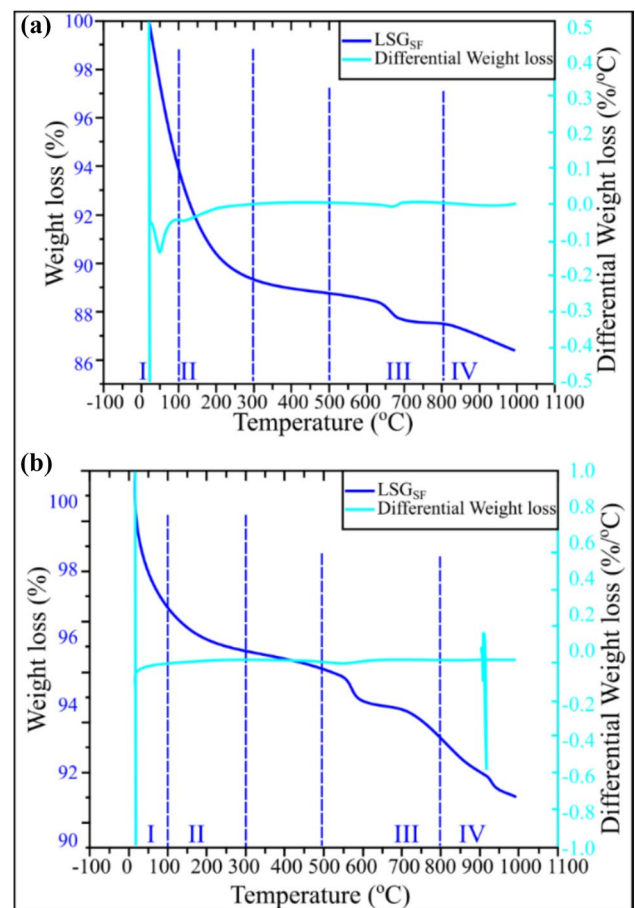 (a)
LSG_SF
Differential Weight loss
Weight loss (%)
100
98
96
94
92
90
88
86
0.5
0.4
0.3
0.2
0.1
0.0
-0.1
-0.2
-0.3
-0.4
-0.5
Differential Weight loss (%/ºC)
I II III IV
-100 0 100 200 300 400 500 600 700 800 900 1000 1100
Temperature (ºC)
(b)
LSG_SF
Differential Weight loss
Weight loss (%)
100
98
96
94
92
90
1.0
0.8
0.6
0.4
0.2
0.0
-0.2
-0.4
-0.6
-0.8
-1.0
Differential Weight loss (%/ºC)
I II III IV
-100 0 100 200 300 400 500 600 700 800 900 1000 1100
Temperature (ºC)